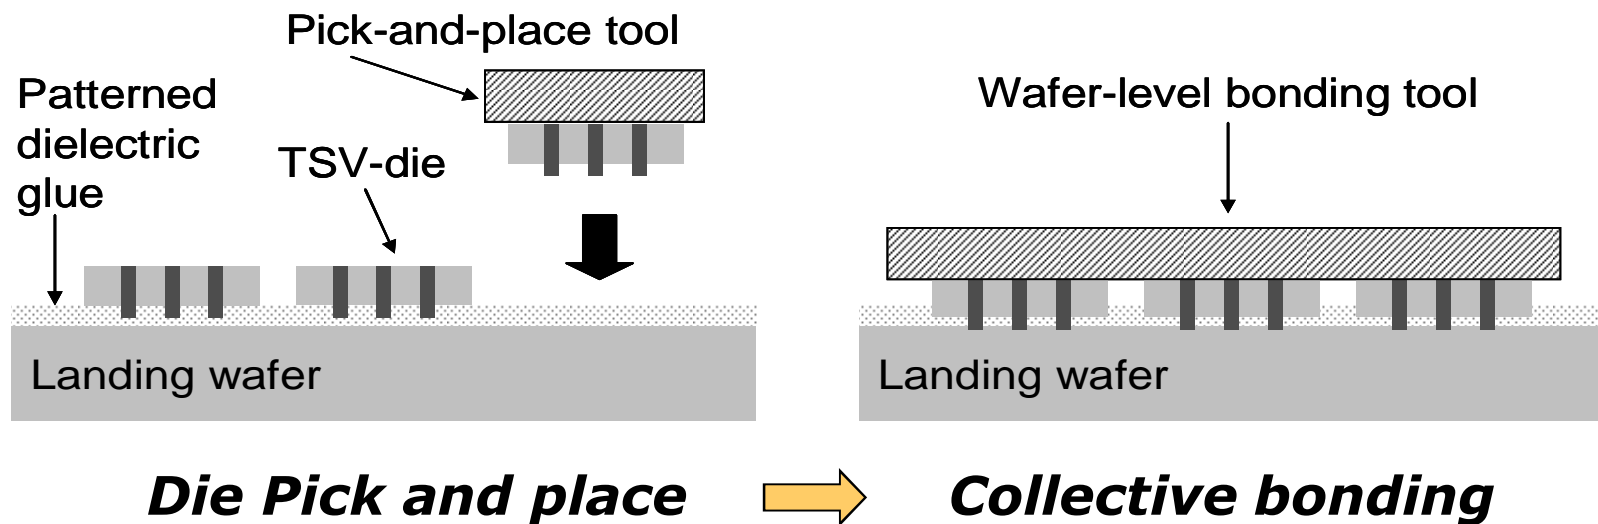 Pick-and-place tool
Patterned
dielectric
glue
TSV-die
Landing wafer
Die Pick and place
Wafer-level bonding tool
Landing wafer
Collective bonding